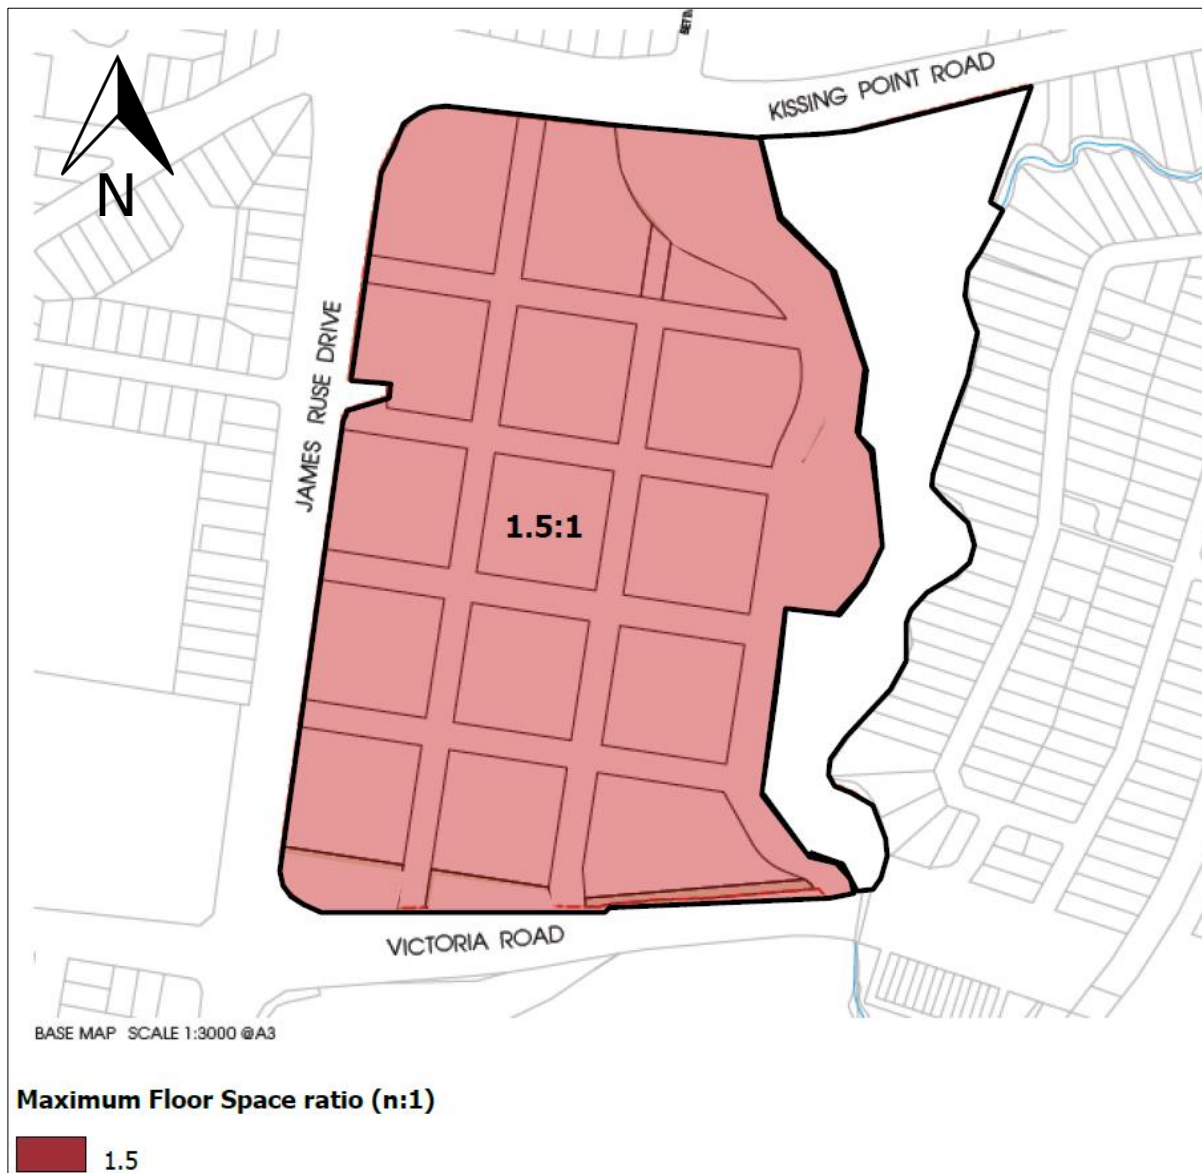 KISSING POINT ROAD
N
JAMES RUSE DRIVE
1.5:1
VICTORIA ROAD
BASE MAP SCALE 1:3000 @A3
Maximum Floor Space ratio (n:1)
1.5